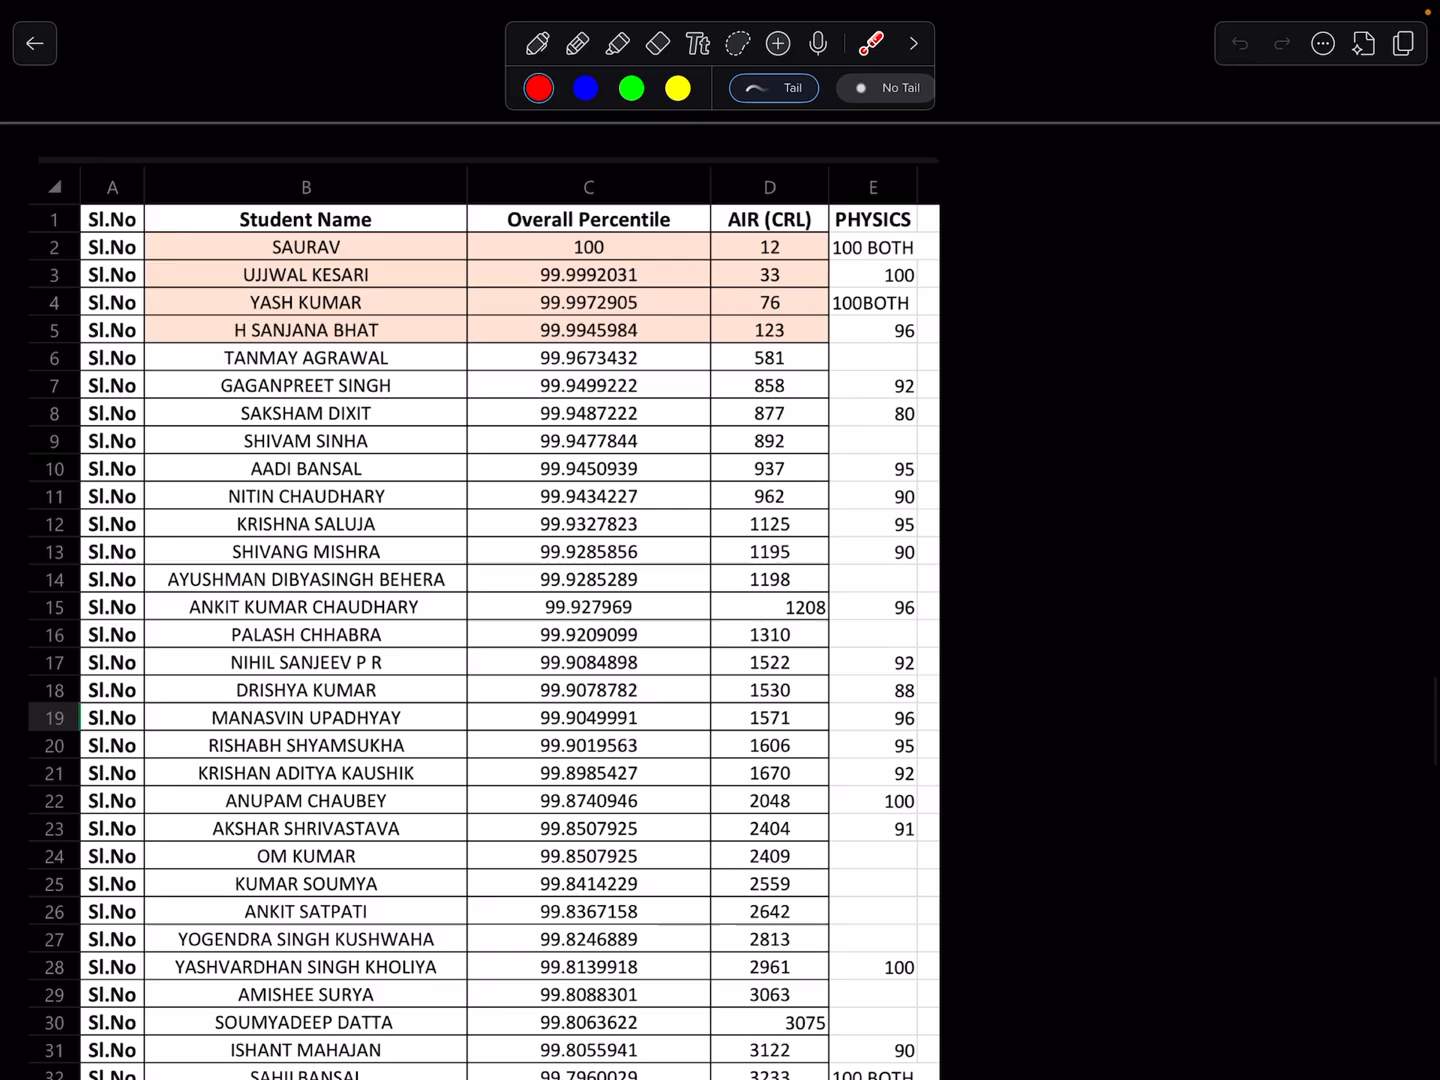 Tt
Tail No Tail
A B C D E
1 Sl.No Student Name Overall Percentile AIR (CRL) PHYSICS
2 Sl.No SAURAV 100 12 100 BOTH
3 Sl.No UJJWAL KESARI 99.9992031 33 100
4 Sl.No YASH KUMAR 99.9972905 76 100BOTH
5 Sl.No H SANJANA BHAT 99.9945984 123 96
6 Sl.No TANMAY AGRAWAL 99.9673432 581
7 Sl.No GAGANPREET SINGH 99.9499222 858 92
8 Sl.No SAKSHAM DIXIT 99.9487222 877 80
9 Sl.No SHIVAM SINHA 99.9477844 892
10 Sl.No AADI BANSAL 99.9450939 937 95
11 Sl.No NITIN CHAUDHARY 99.9434227 962 90
12 Sl.No KRISHNA SALUJA 99.9327823 1125 95
13 Sl.No SHIVANG MISHRA 99.9285856 1195 90
14 Sl.No AYUSHMAN DIBYASINGH BEHERA 99.9285289 1198
15 Sl.No ANKIT KUMAR CHAUDHARY 99.927969 1208 96
16 Sl.No PALASH CHHABRA 99.9209099 1310
17 Sl.No NIHIL SANJEEV P R 99.9084898 1522 92
18 Sl.No DRISHYA KUMAR 99.9078782 1530 88
19 Sl.No MANASVIN UPADHYAY 99.9049991 1571 96
20 Sl.No RISHABH SHYAMSUKHA 99.9019563 1606 95
21 Sl.No KRISHAN ADITYA KAUSHIK 99.8985427 1670 92
22 Sl.No ANUPAM CHAUBEY 99.8740946 2048 100
23 Sl.No AKSHAR SHRIVASTAVA 99.8507925 2404 91
24 Sl.No OM KUMAR 99.8507925 2409
25 Sl.No KUMAR SOUMYA 99.8414229 2559
26 Sl.No ANKIT SATPATI 99.8367158 2642
27 Sl.No YOGENDRA SINGH KUSHWAHA 99.8246889 2813
28 Sl.No YASHVARDHAN SINGH KHOLIYA 99.8139918 2961 100
29 Sl.No AMISHEE SURYA 99.8088301 3063
30 Sl.No SOUMYADEEP DATTA 99.8063622 3075
31 Sl.No ISHANT MAHAJAN 99.8055941 3122 90
32 Sl.No SAHIL BANSAL 99.7960029 3233 100 BOTH